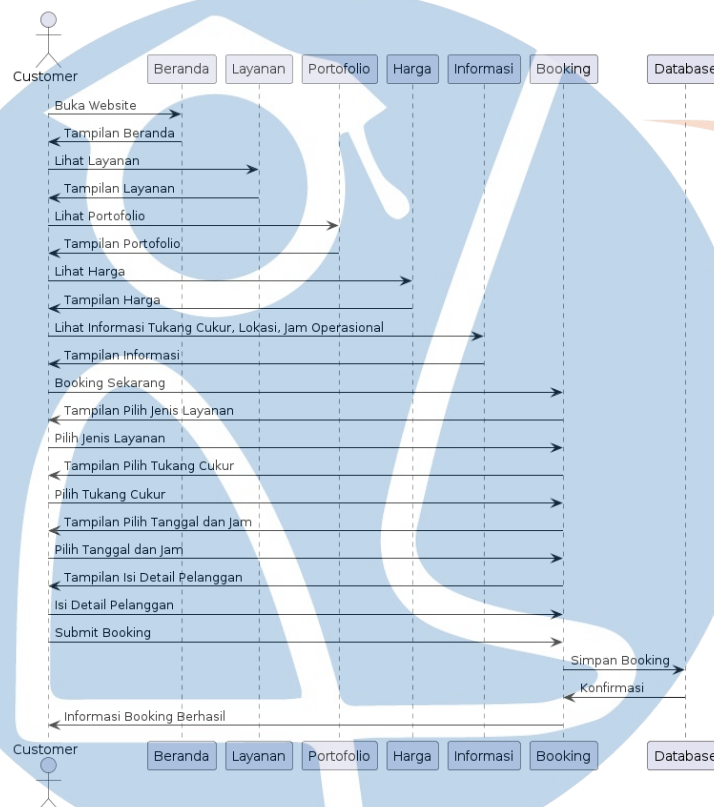 Customer
Beranda Layanan Portofolio Harga Informasi Booking Database
Buka Website
Tampilan Beranda
Lihat Layanan
Tampilan Layanan
Lihat Portofolio
Tampilan Portofolio
Lihat Harga
Tampilan Harga
Lihat Informasi Tukang Cukur, Lokasi, Jam Operasional
Tampilan Informasi
Booking Sekarang
Tampilan Pilih Jenis Layanan
Pilih Jenis Layanan
Tampilan Pilih Tukang Cukur
Pilih Tukang Cukur
Tampilan Pilih Tanggal dan Jam
Pilih Tanggal dan Jam
Tampilan Isi Detail Pelanggan
Isi Detail Pelanggan
Submit Booking
Simpan Booking
Konfirmasi
Informasi Booking Berhasil
Customer
Beranda Layanan Portofolio Harga Informasi Booking Database